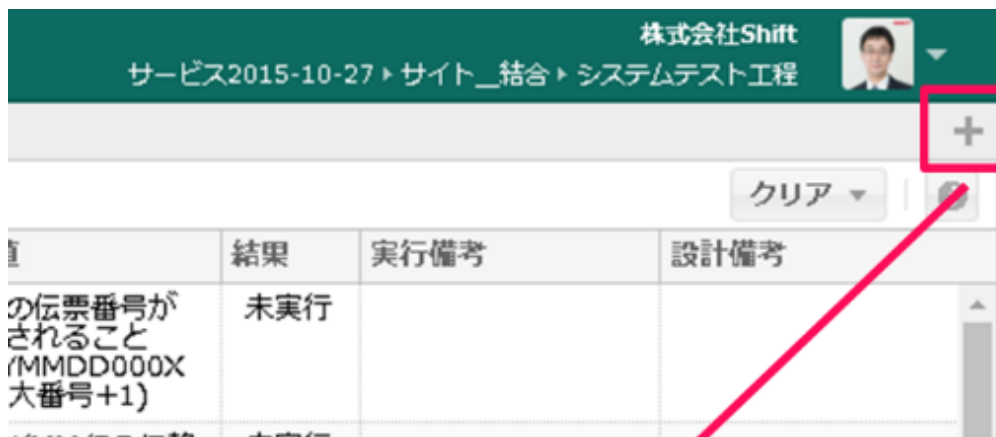 株式会社Shift
サービス2015-10-27 ▸ サイト__結合 ▸ システムテスト工程
クリア
結果 実行備考 設計備考
の伝票番号が 未実行
されること
YMMDD000X
大番号+1)